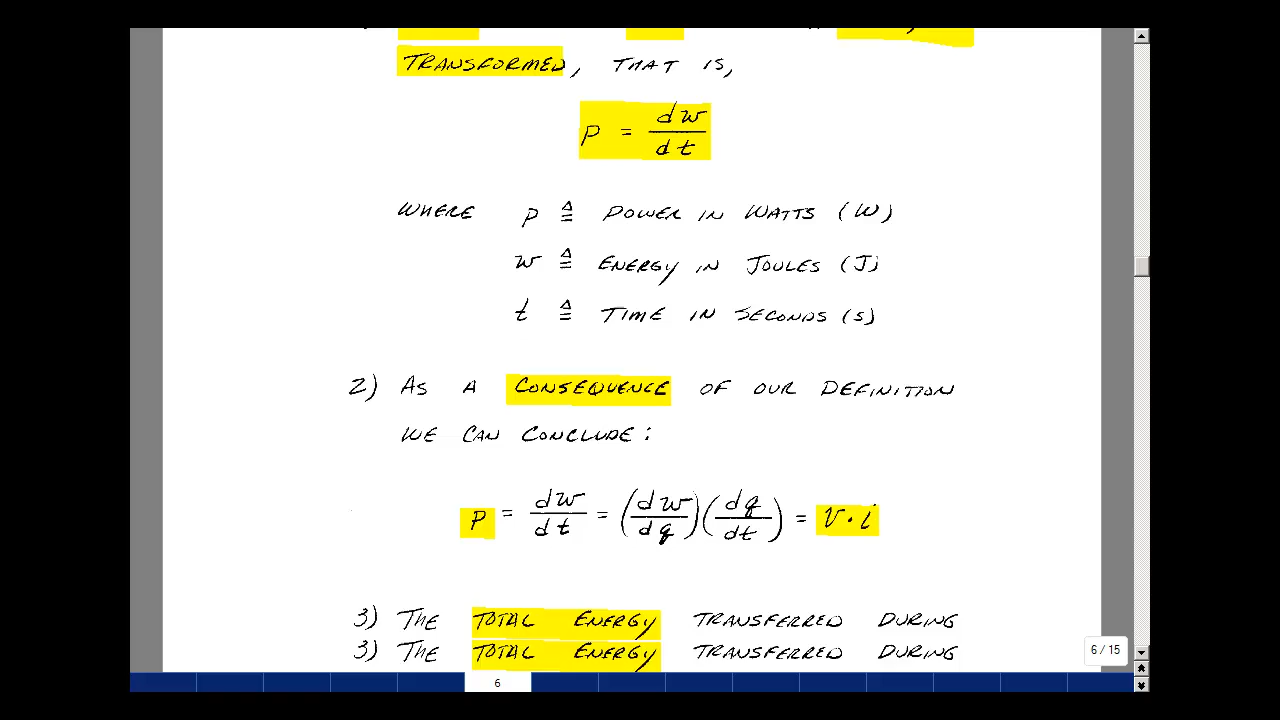 TRANSFORMED, THAT IS,
p = dw/dt
WHERE p ≜ POWER IN WATTS (W)
w ≜ ENERGY IN JOULES (J)
t ≜ TIME IN SECONDS (s)
2) AS A CONSEQUENCE OF OUR DEFINITION
WE CAN CONCLUDE:
P = dw/dt = (dw/dq)(dq/dt) = V·i
3) THE TOTAL ENERGY TRANSFERRED DURING
3) THE TOTAL ENERGY TRANSFERRED DURING
6 / 15
6